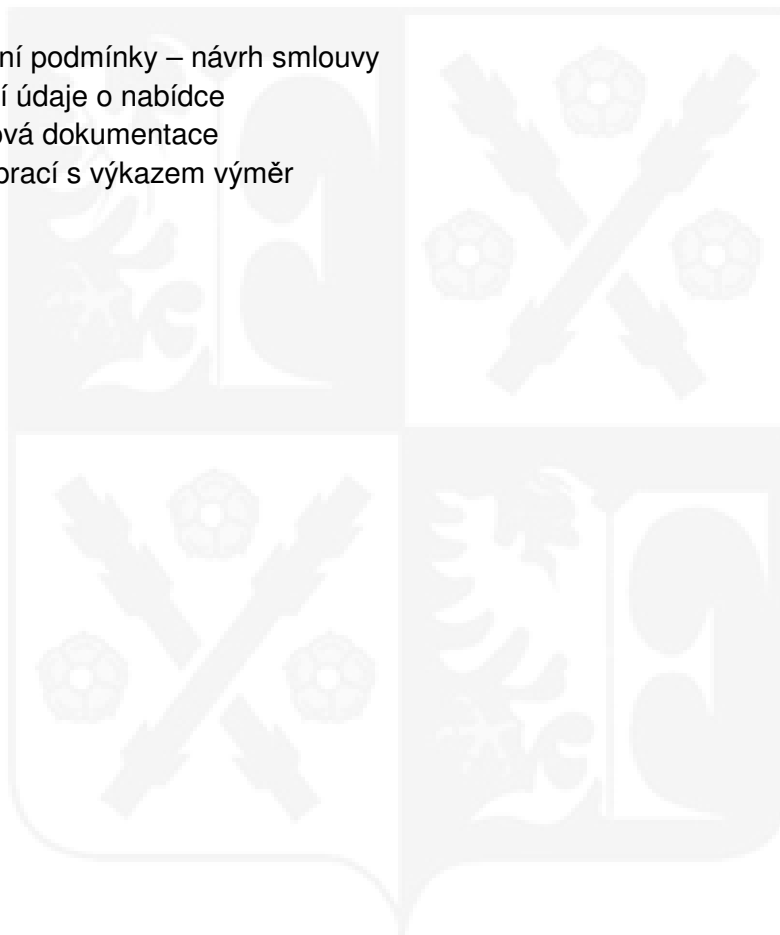 ní podmínky – návrh smlouvy
í údaje o nabídce
ová dokumentace
prací s výkazem výměr